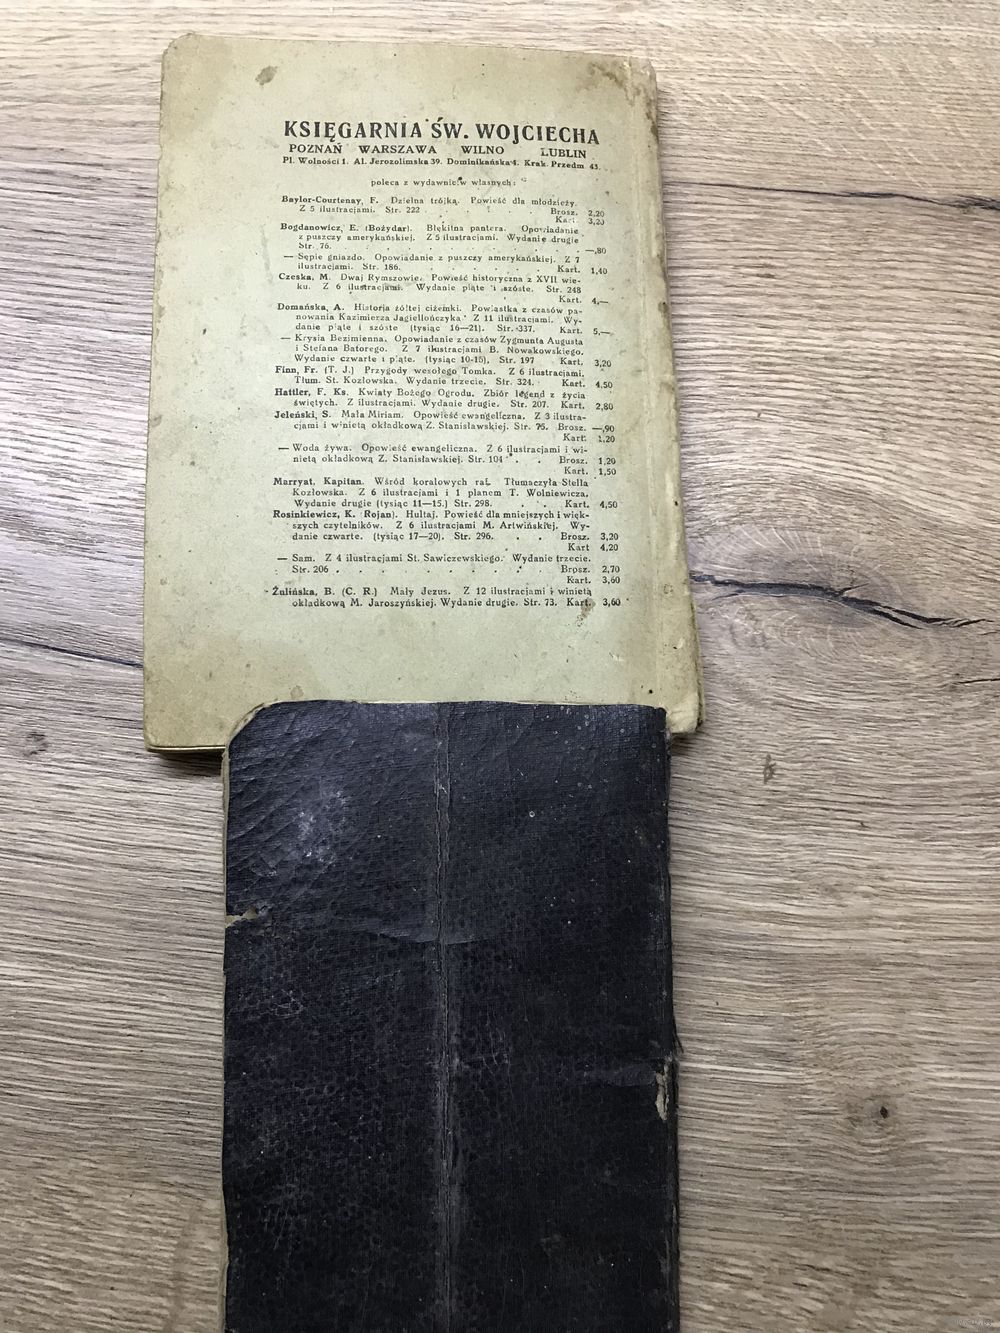 KSIĘGARNIA ŚW. WOJCIECHA
POZNAŃ WARSZAWA WILNO LUBLIN
Pl. Wolności 1. Al. Jerozolimska 39. Dominikańska 4. Krak. Przedm 43.
poleca z wydawnictw własnych:
Baylor-Courtenay, F. Dzielna trójka. Powieść dla młodzieży.
Z 5 ilustracjami. Str. 222 . . . . Brosz. 2,20
Kart. 3,20
Bogdanowicz, E. (Bożydar). Błękitna pantera. Opowiadanie
z puszczy amerykańskiej. Z 5 ilustracjami. Wydanie drugie
Str. 76. . . . . . —,80
— Sępie gniazdo. Opowiadanie z puszczy amerykańskiej. Z 7
ilustracjami. Str. 186. . . . . . Kart. 1,40
Czeska, M. Dwaj Rymszowie. Powieść historyczna z XVII wie-
ku. Z 6 ilustracjami. Wydanie piąte i szóste. Str. 248
Kart. 4,—
Domańska, A. Historia żółtej ciżemki. Powiastka z czasów pa-
nowania Kazimierza Jagiellończyka. Z 11 ilustracjami. Wy-
danie piąte i szóste (tysiąc 16—21). Str. 337. Kart. 5,—
— Krysia Bezimienna. Opowiadanie z czasów Zygmunta Augusta
i Stefana Batorego. Z 7 ilustracjami B. Nowakowskiego.
Wydanie czwarte i piąte. (tysiąc 10-15), Str. 197 Kart. 3,20
Finn, Fr. (T. J.) Przygody wesołego Tomka. Z 6 ilustracjami.
Tłum. St. Kozłowska. Wydanie trzecie. Str. 324. Kart. 4.50
Hattler, F. Ks. Kwiaty Bożego Ogrodu. Zbiór legend z życia
świętych. Z ilustracjami. Wydanie drugie. Str. 207. Kart. 2,80
Jeleński, S. Mała Miriam. Opowieść ewangeliczna. Z 3 ilustra-
cjami i winietą okładkową Z. Stanisławskiej. Str. 76. Brosz. —,90
Kart. 1.20
— Woda żywa. Opowieść ewangeliczna. Z 6 ilustracjami i wi-
nietą okładkową Z. Stanisławskiej. Str. 104 . . Brosz. 1,20
Kart. 1,50
Marryat, Kapitan. Wśród koralowych raf. Tłumaczyła Stella
Kozłowska. Z 6 ilustracjami i 1 planem T. Wolniewicza.
Wydanie drugie (tysiąc 11—15.) Str. 298. . . Kart. 4,50
Rosinkiewicz, K. Rojan). Hultaj. Powieść dla mniejszych i więk-
szych czytelników. Z 6 ilustracjami M. Artwińskiej. Wy-
danie czwarte. (tysiąc 17—20). Str. 296. . . Brosz. 3,20
Kart 4,20
— Sam. Z 4 ilustracjami St. Sawiczewskiego. Wydanie trzecie.
Str. 206 . . . . . . . . Brosz. 2,70
Kart. 3,60
Żulińska, B. (C. R.) Mały Jezus. Z 12 ilustracjami i winietą
okładkową M. Jaroszyńskiej. Wydanie drugie. Str. 73. Kart. 3,60